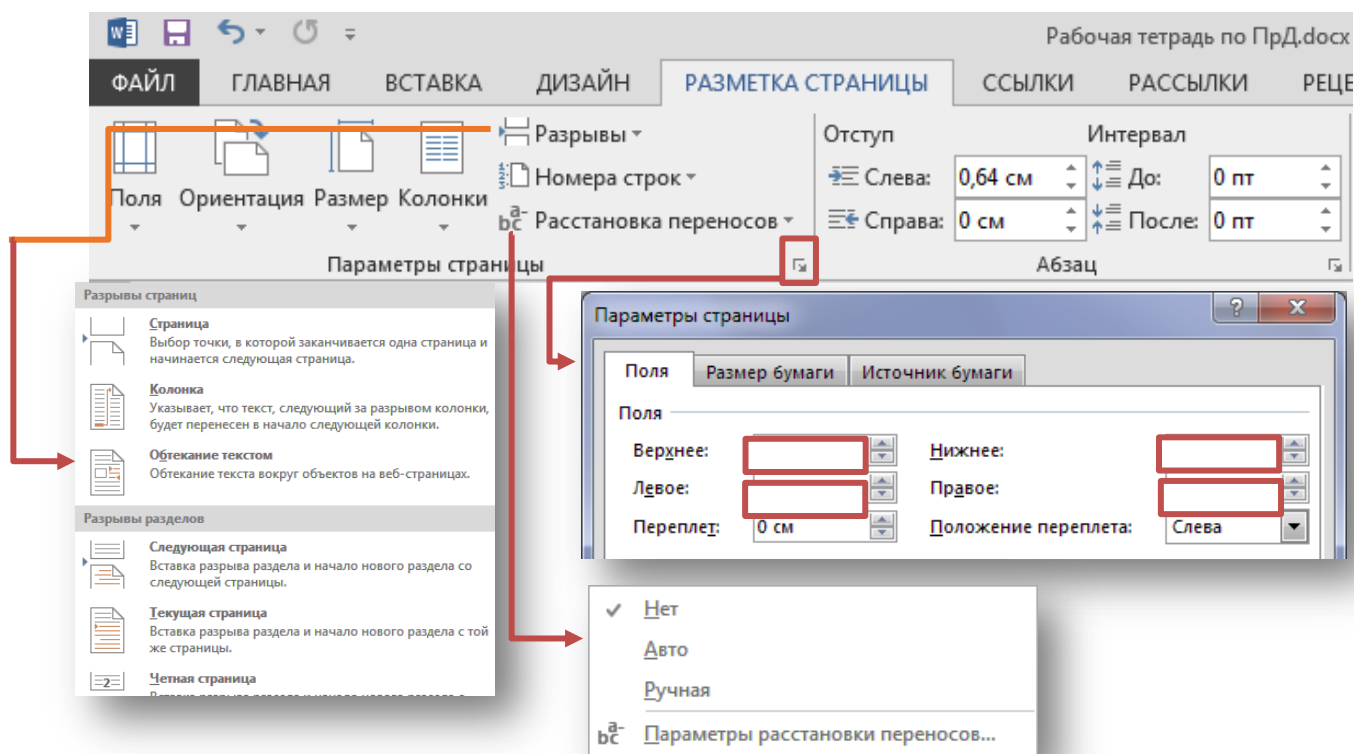 Рабочая тетрадь по ПрД.docx
ФАЙЛ ГЛАВНАЯ ВСТАВКА ДИЗАЙН РАЗМЕТКА СТРАНИЦЫ ССЫЛКИ РАССЫЛКИ РЕЦЕ
Поля Ориентация Размер Колонки
Разрывы
Номера строк
Расстановка переносов
Параметры страницы
Отступ Интервал
Слева: 0,64 см До: 0 пт
Справа: 0 см После: 0 пт
Абзац
Разрывы страниц
Страница
Выбор точки, в которой заканчивается одна страница и
начинается следующая страница.
Колонка
Указывает, что текст, следующий за разрывом колонки,
будет перенесен в начало следующей колонки.
Обтекание текстом
Обтекание текста вокруг объектов на веб-страницах.
Разрывы разделов
Следующая страница
Вставка разрыва раздела и начало нового раздела со
следующей страницы.
Текущая страница
Вставка разрыва раздела и начало нового раздела с той
же страницы.
Четная страница
Параметры страницы
Поля Размер бумаги Источник бумаги
Поля
Верхнее: Нижнее:
Левое: Правое:
Переплет: 0 см Положение переплета: Слева
Нет
Авто
Ручная
Параметры расстановки переносов...